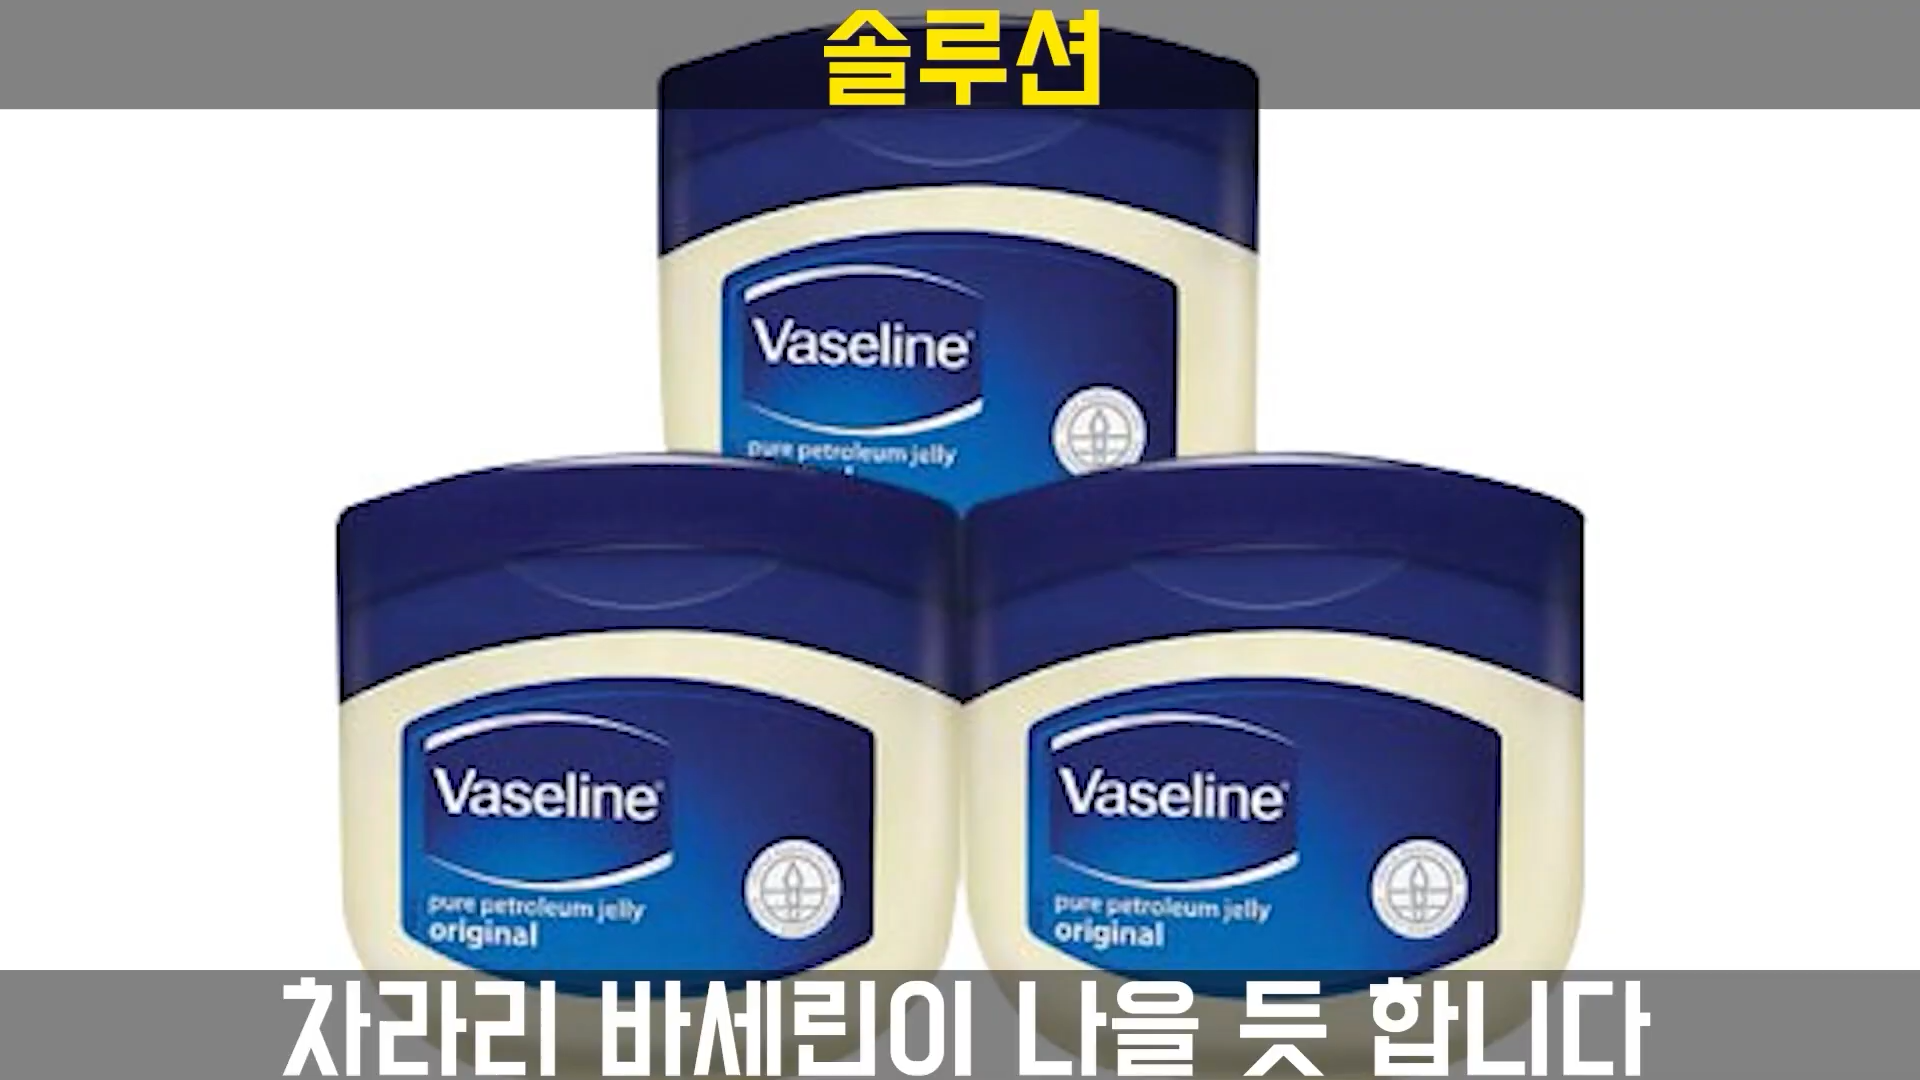 솔루션
Vaseline
pure petroleum jelly
Vaseline
pure petroleum jelly
original
Vaseline
pure petroleum jelly
original
차라리 바세린이 나을 듯 합니다